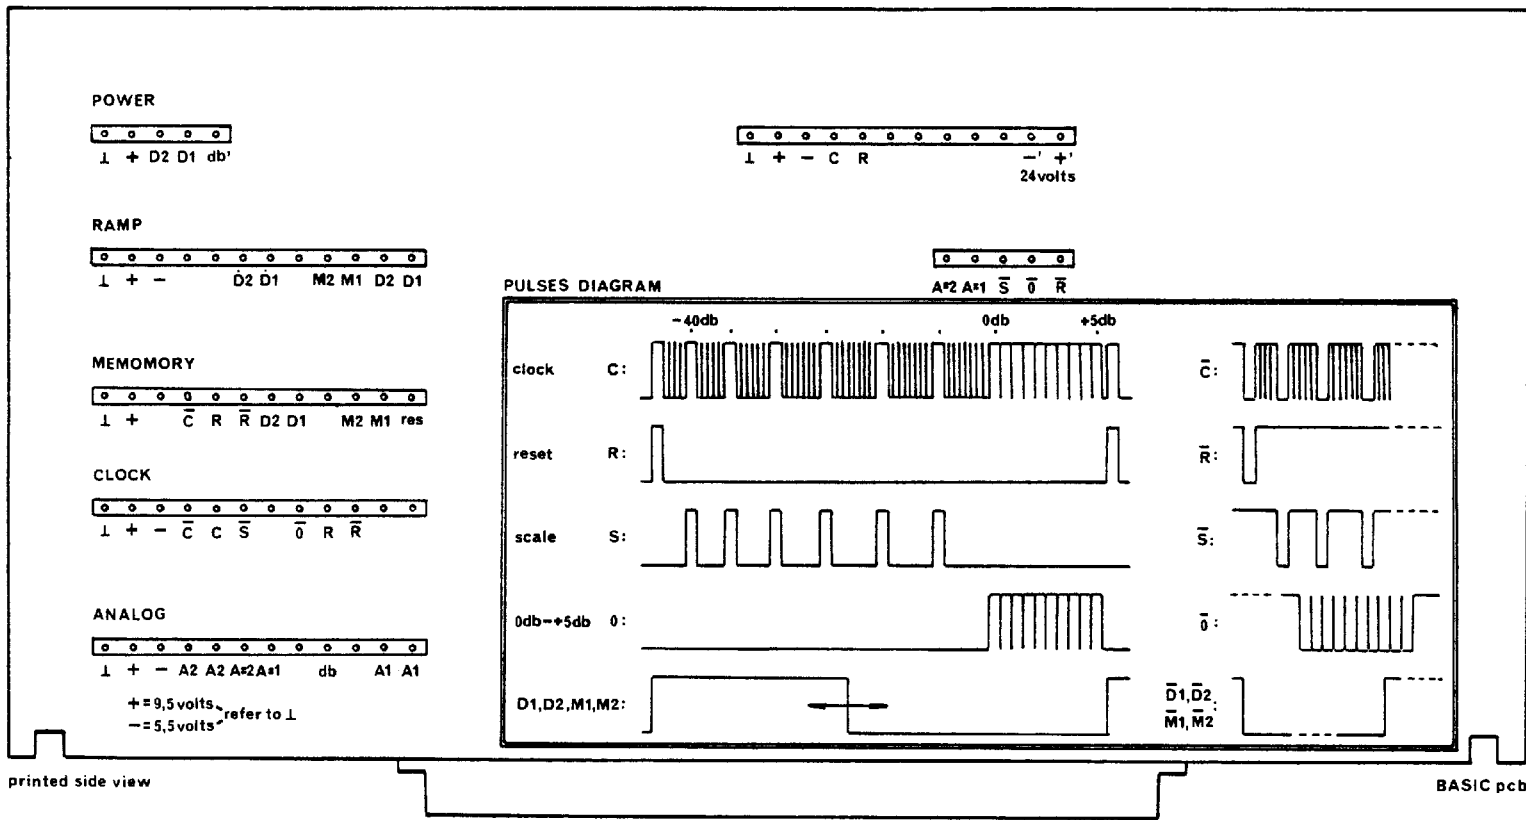 POWER
⊥ + D2 D1 db'
⊥ + − C R −' +'
24volts
RAMP
⊥ + − Ḋ2 Ḋ1 M2 M1 D2 D1
A#2 A#1 S̅ 0̅ R̅
PULSES DIAGRAM
−40db 0db +5db
clock C: C̅:
MEMOMORY
⊥ + C̅ R R̅ D2 D1 M2 M1 res
reset R: R̅:
CLOCK
⊥ + − C̅ C S̅ 0̅ R R̅
scale S: S̅:
ANALOG
⊥ + − A2 A2 A#2 A#1 db A1 A1
0db−+5db 0: 0̅:
+ = 9,5 volts
− = 5,5 volts
refer to ⊥
D1,D2,M1,M2: D̅1,D̅2 :
M̅1,M̅2
printed side view
BASIC pcb